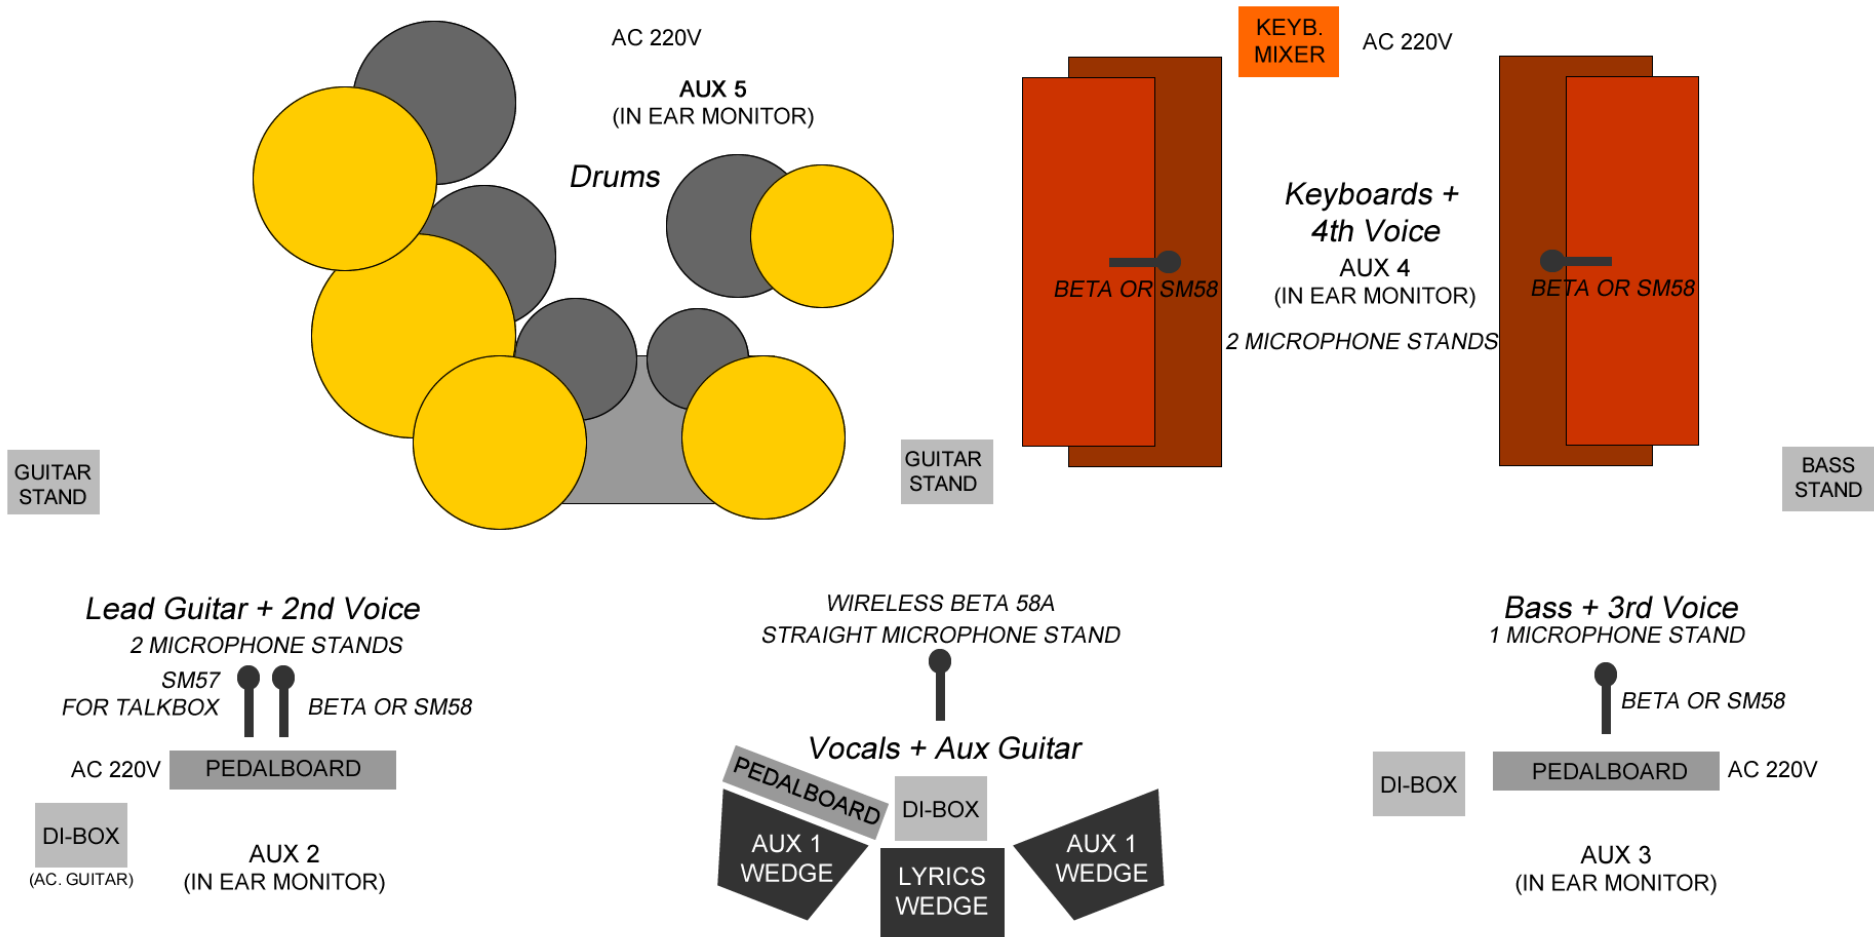 AC 220V
AUX 5
(IN EAR MONITOR)
Drums
KEYB.
MIXER
AC 220V
Keyboards +
4th Voice
AUX 4
(IN EAR MONITOR)
2 MICROPHONE STANDS
BETA OR SM58
BETA OR SM58
GUITAR
STAND
GUITAR
STAND
BASS
STAND
Lead Guitar + 2nd Voice
2 MICROPHONE STANDS
SM57
FOR TALKBOX
BETA OR SM58
AC 220V
PEDALBOARD
DI-BOX
(AC. GUITAR)
AUX 2
(IN EAR MONITOR)
WIRELESS BETA 58A
STRAIGHT MICROPHONE STAND
Vocals + Aux Guitar
PEDALBOARD
DI-BOX
AUX 1
WEDGE
LYRICS
WEDGE
AUX 1
WEDGE
Bass + 3rd Voice
1 MICROPHONE STAND
BETA OR SM58
DI-BOX
PEDALBOARD
AC 220V
AUX 3
(IN EAR MONITOR)